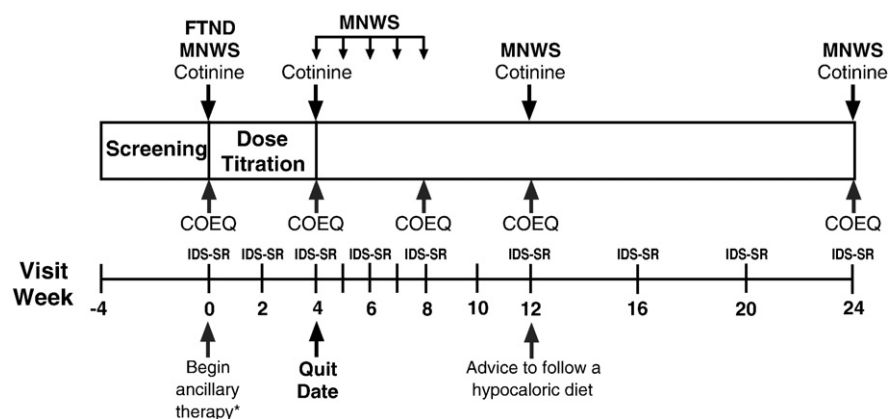 FTND
MNWS
MNWS
MNWS
MNWS
Cotinine
Cotinine
Cotinine
Cotinine
Screening
Dose
Titration
COEQ
COEQ
COEQ
COEQ
COEQ
IDS-SR IDS-SR IDS-SR IDS-SR IDS-SR IDS-SR IDS-SR IDS-SR IDS-SR
Visit
Week
-4 0 2 4 6 8 10 12 16 20 24
Begin
ancillary
therapy*
Quit
Date
Advice to follow a
hypocaloric diet